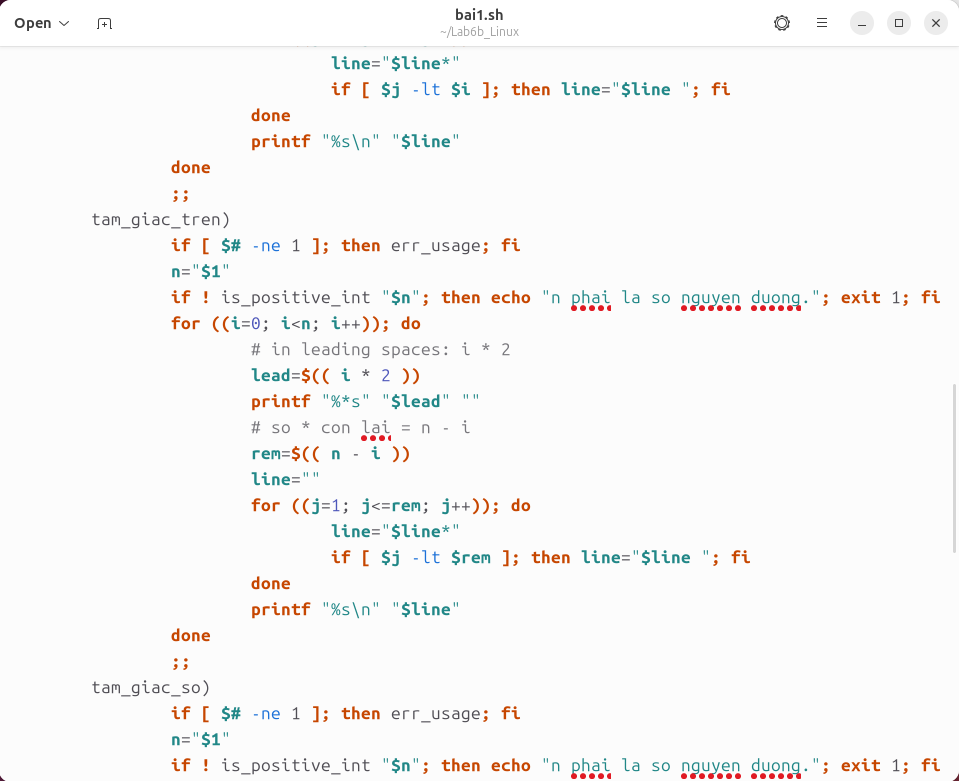 Open
bai1.sh
~/Lab6b_Linux
line="$line*"
if [ $j -lt $i ]; then line="$line "; fi
done
printf "%s\n" "$line"
done
;;
tam_giac_tren)
if [ $# -ne 1 ]; then err_usage; fi
n="$1"
if ! is_positive_int "$n"; then echo "n phai la so nguyen duong."; exit 1; fi
for ((i=0; i<n; i++)); do
# in leading spaces: i * 2
lead=$(( i * 2 ))
printf "%*s" "$lead" ""
# so * con lai = n - i
rem=$(( n - i ))
line=""
for ((j=1; j<=rem; j++)); do
line="$line*"
if [ $j -lt $rem ]; then line="$line "; fi
done
printf "%s\n" "$line"
done
;;
tam_giac_so)
if [ $# -ne 1 ]; then err_usage; fi
n="$1"
if ! is_positive_int "$n"; then echo "n phai la so nguyen duong."; exit 1; fi